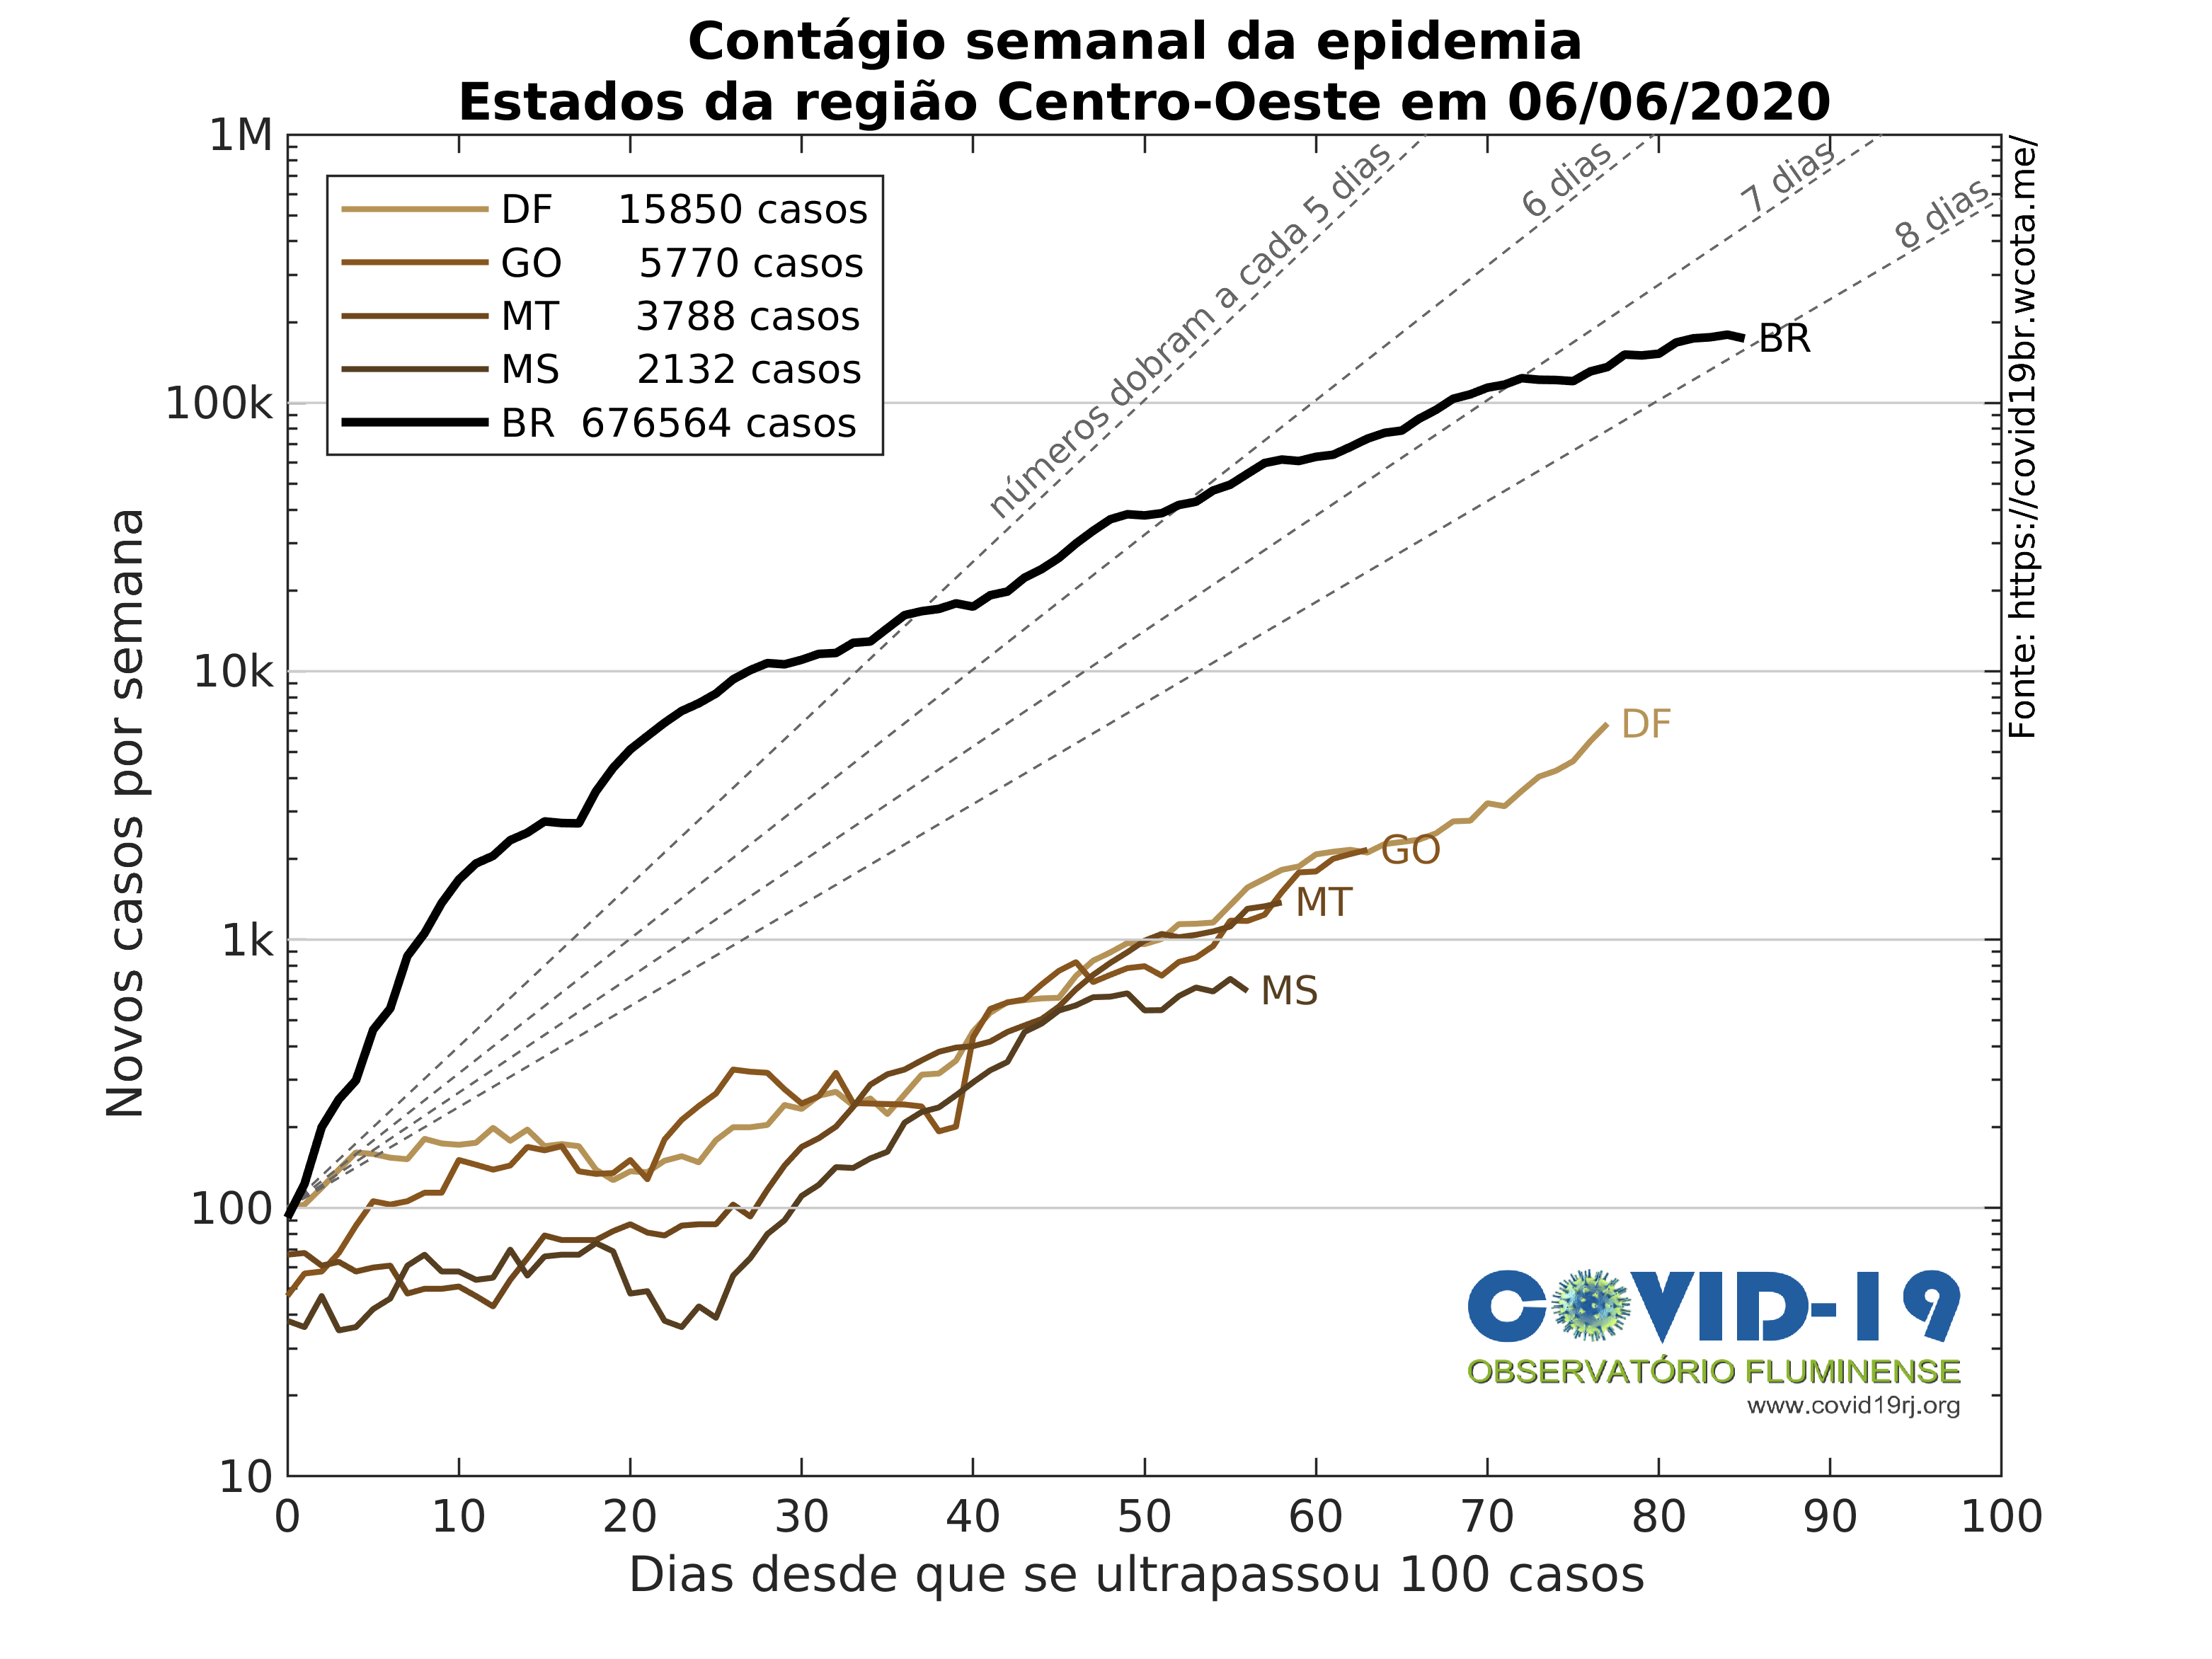 Contágio semanal da epidemia
Estados da região Centro-Oeste em 06/06/2020
1M
100k
10k
1k
100
10
Novos casos por semana
DF 15850 casos
GO 5770 casos
MT 3788 casos
MS 2132 casos
BR 676564 casos
números dobram a cada 5 dias
6 dias
7 dias
8 dias
BR
DF
GO
MT
MS
Fonte: https://covid19br.wcota.me/
COVID-19
OBSERVATÓRIO FLUMINENSE
www.covid19rj.org
0 10 20 30 40 50 60 70 80 90 100
Dias desde que se ultrapassou 100 casos